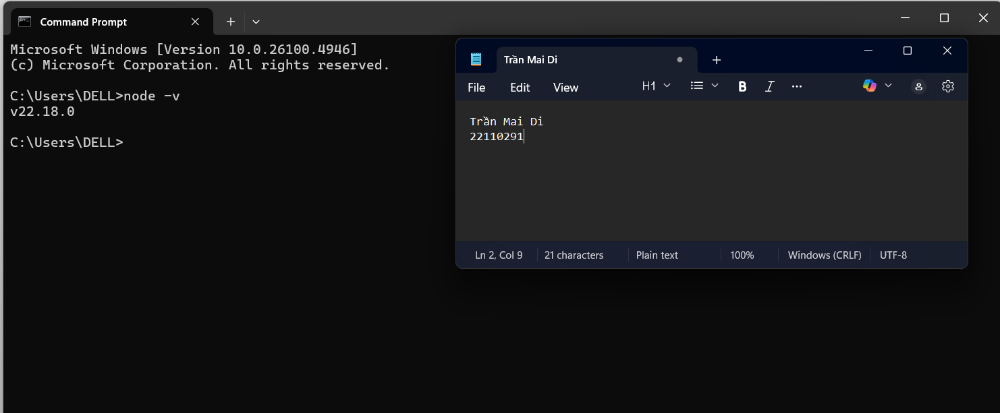 Command Prompt
Microsoft Windows [Version 10.0.26100.4946]
(c) Microsoft Corporation. All rights reserved.
C:\Users\DELL>node -v
v22.18.0
C:\Users\DELL>
Trần Mai Di
File Edit View H1 B I ...
Trần Mai Di
22110291
Ln 2, Col 9 21 characters Plain text 100% Windows (CRLF) UTF-8